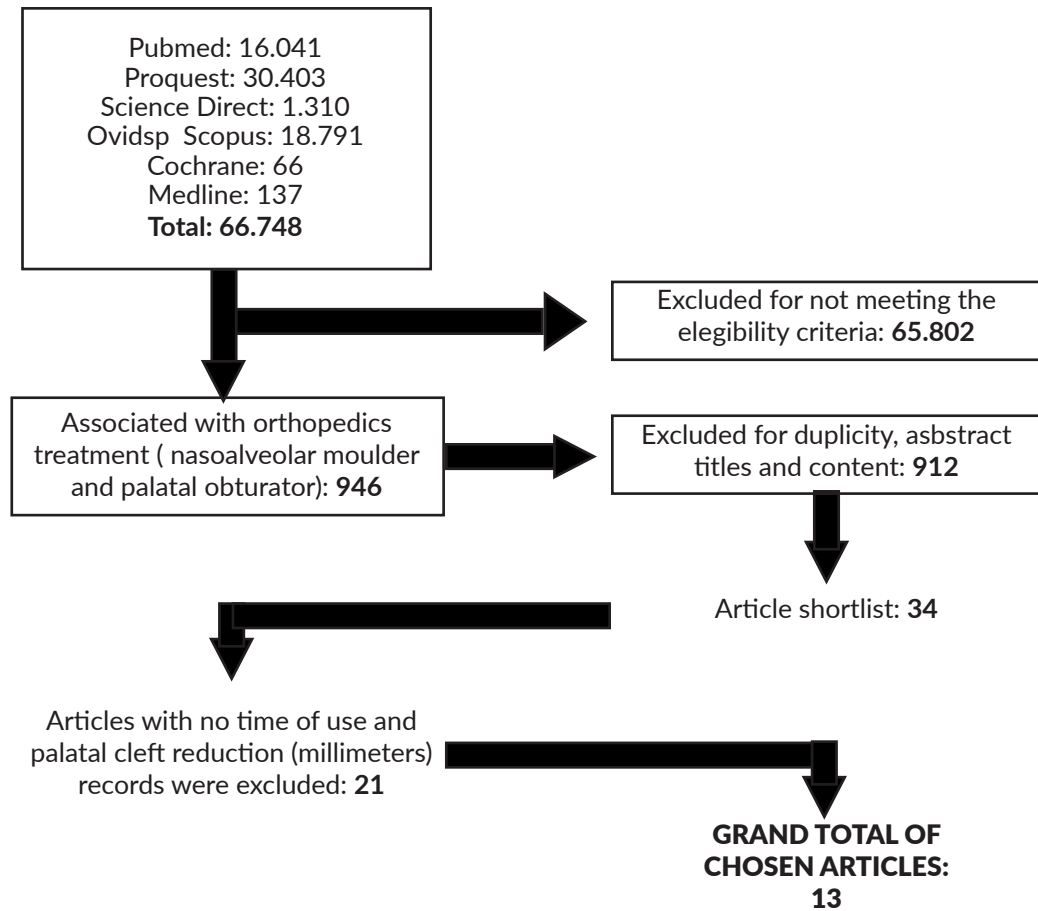 Pubmed: 16.041
Proquest: 30.403
Science Direct: 1.310
Ovidsp Scopus: 18.791
Cochrane: 66
Medline: 137
Total: 66.748
Excluded for not meeting the
elegibility criteria: 65.802
Associated with orthopedics
treatment ( nasoalveolar moulder
and palatal obturator): 946
Excluded for duplicity, asbstract
titles and content: 912
Article shortlist: 34
Articles with no time of use and
palatal cleft reduction (millimeters)
records were excluded: 21
GRAND TOTAL OF
CHOSEN ARTICLES:
13